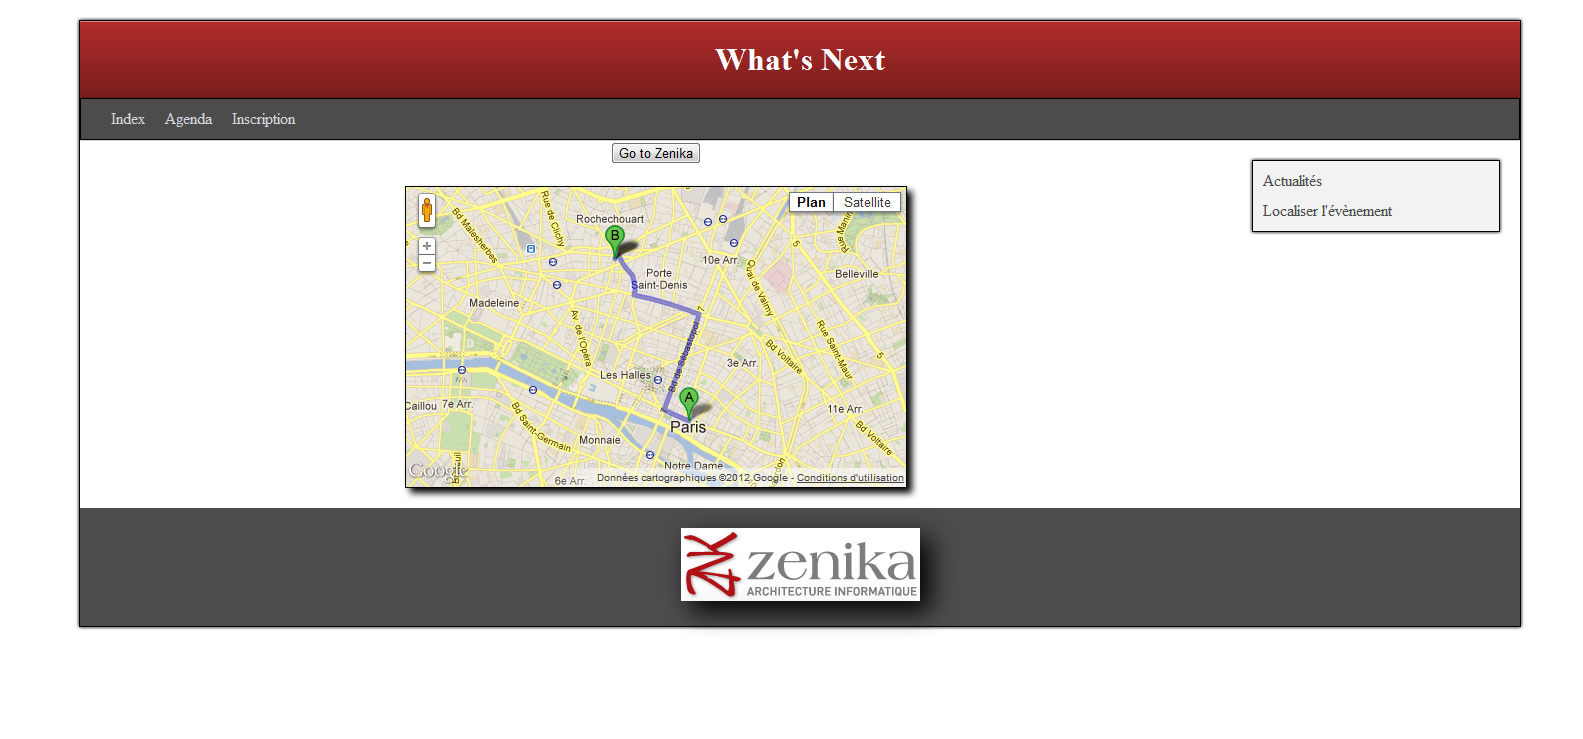 What's Next
Index Agenda Inscription
Go to Zenika
Actualités
Localiser l'évènement
Plan Satellite
Rue de Clichy
Bd Malesherbes
Rochechouart
B
10e Arr.
Belleville
Porte
Saint-Denis
Quai de Valmy
Madeleine
7
5
Av. de l'Opéra
Rue Saint-Maur
Bd de Sébastopol
Bd Voltaire
5
3e Arr.
Les Halles
A
Caillou 7e Arr.
11e Arr.
Bd Saint-Germain
Paris
Monnaie
Bd Voltaire
Notre Dame
Google
6e Arr.
Données cartographiques ©2012 Google - Conditions d'utilisation
zenika
ARCHITECTURE INFORMATIQUE